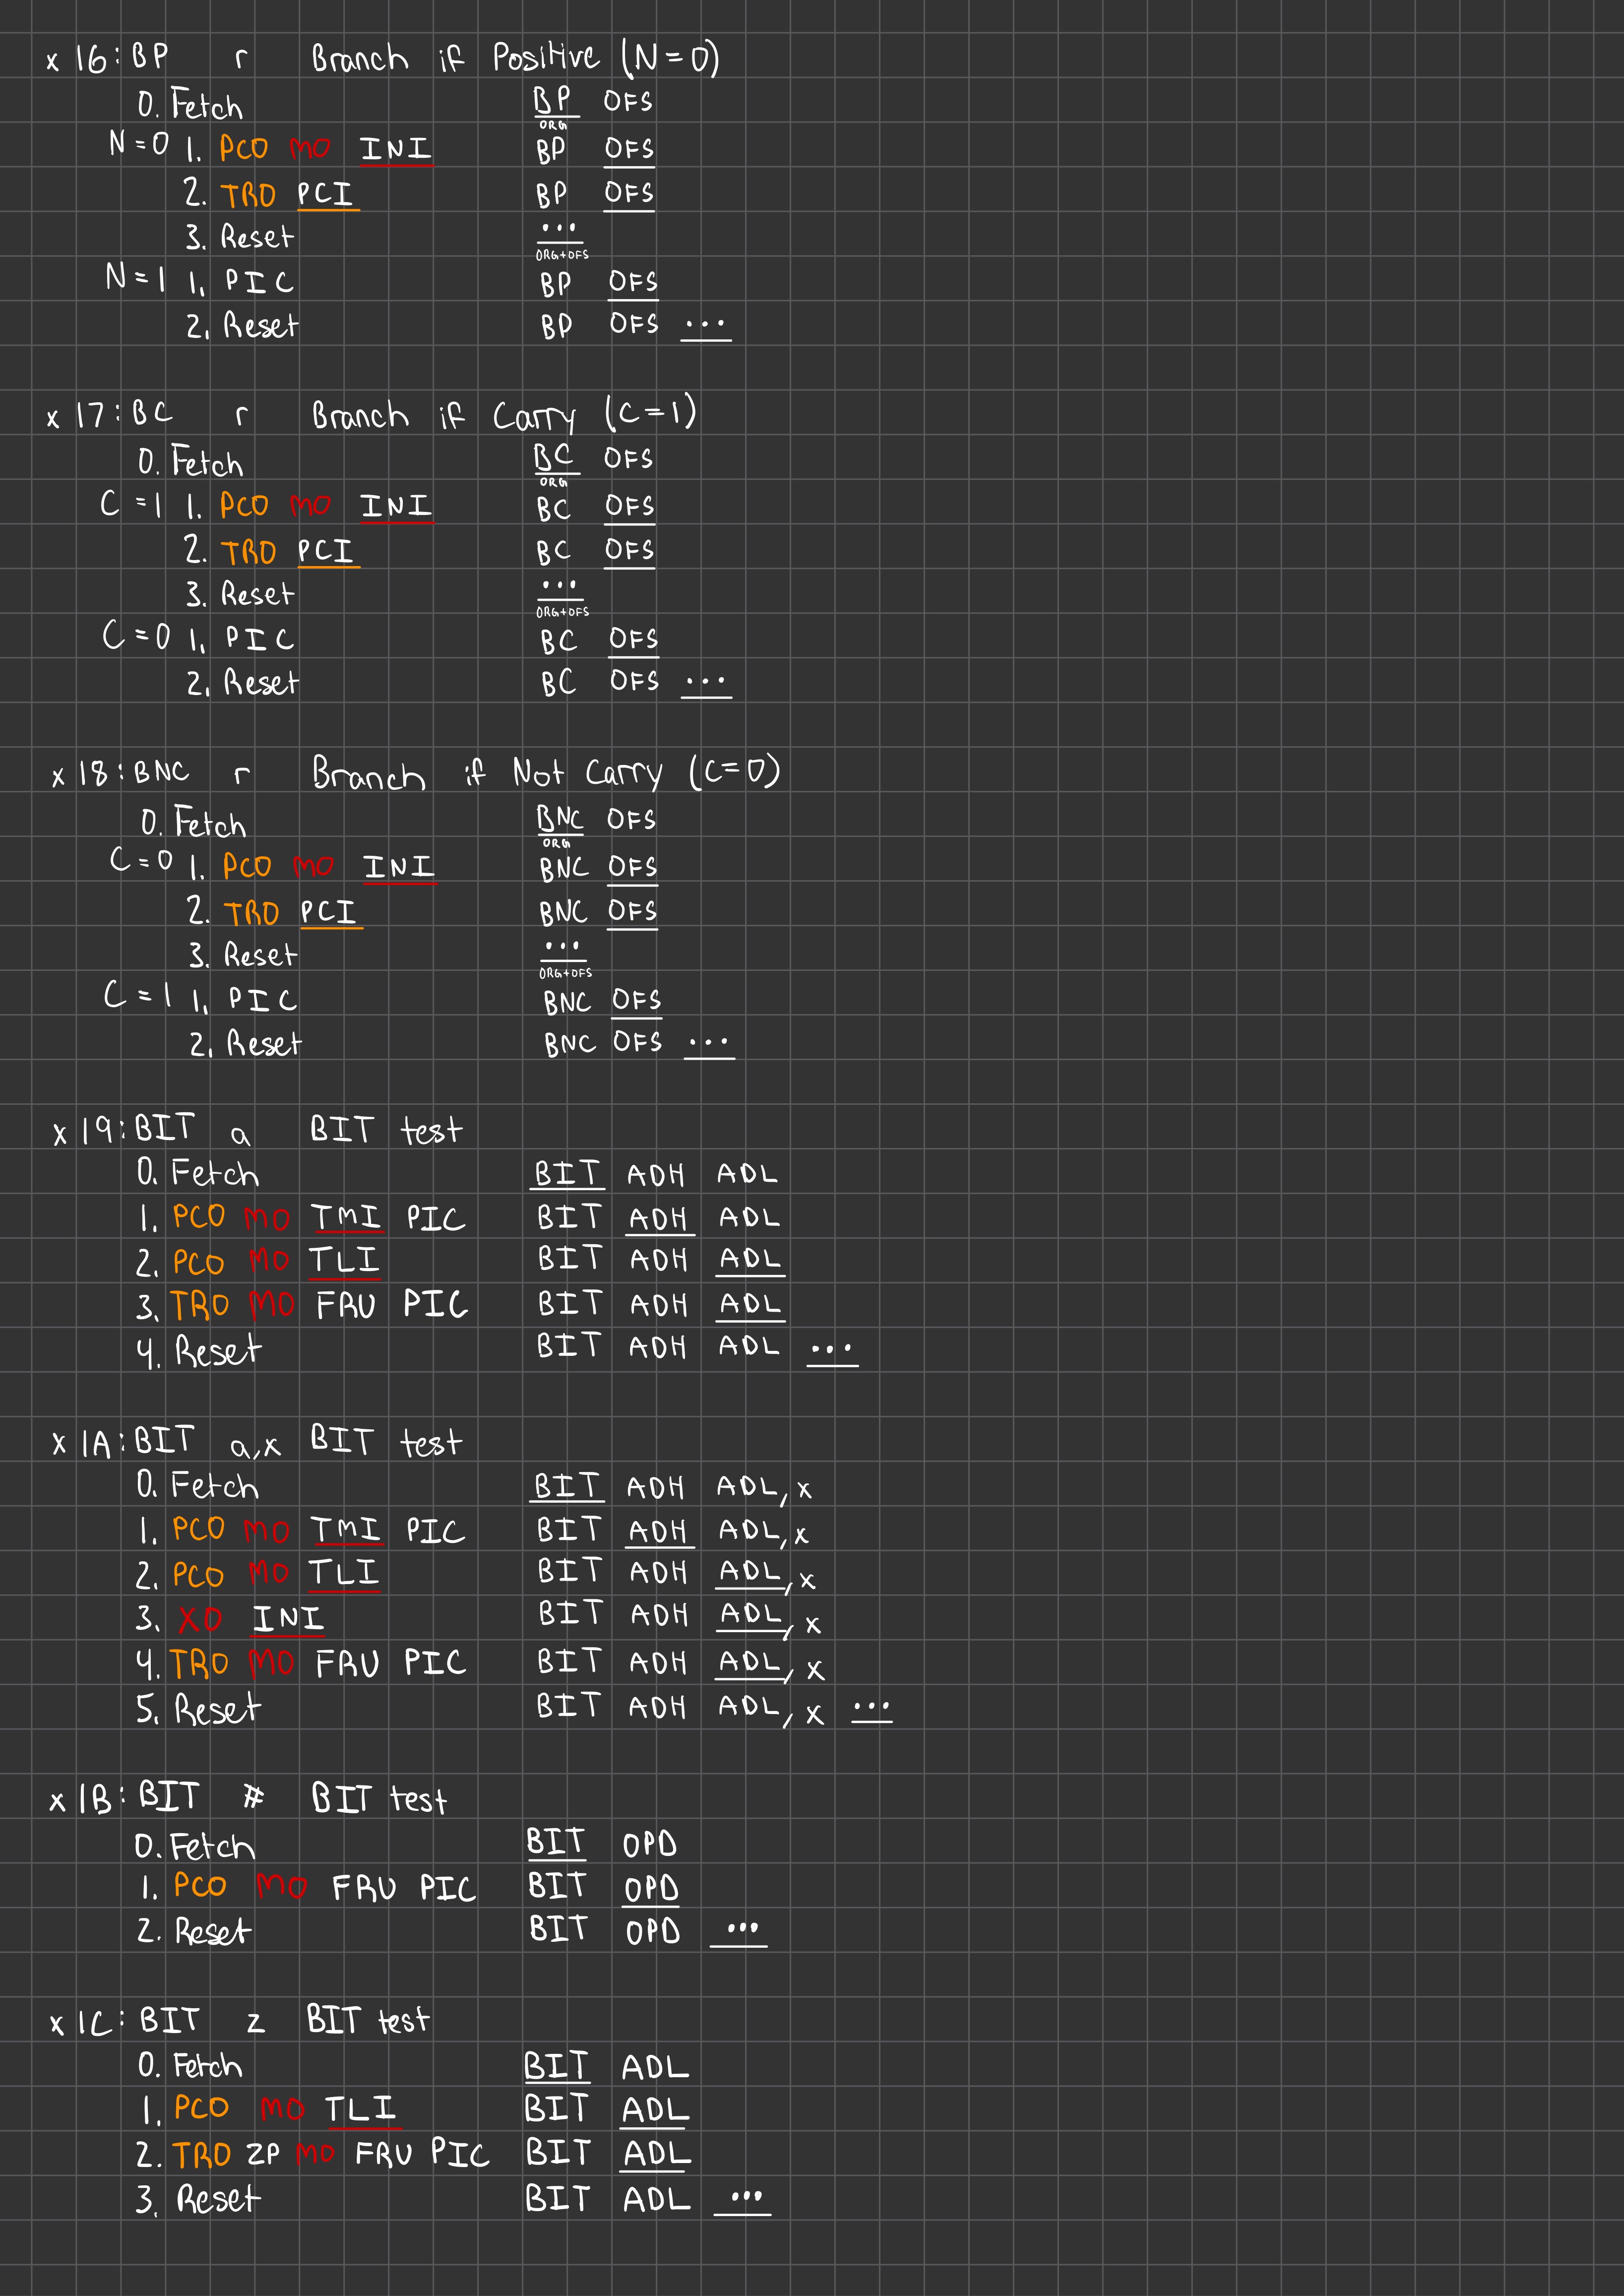 x16: BP r Branch if Positive (N=0)
0. Fetch BP OFS
ORG
N=0 1. PCO MO INI BP OFS
2. TRO PCI BP OFS
3. Reset ...
ORG+OFS
N=1 1. PIC BP OFS
2. Reset BP OFS ...
x17: BC r Branch if Carry (C=1)
0. Fetch BC OFS
ORG
C=1 1. PCO MO INI BC OFS
2. TRO PCI BC OFS
3. Reset ...
ORG+OFS
C=0 1. PIC BC OFS
2. Reset BC OFS ...
x18: BNC r Branch if Not Carry (C=0)
0. Fetch BNC OFS
ORG
C=0 1. PCO MO INI BNC OFS
2. TRO PCI BNC OFS
3. Reset ...
ORG+OFS
C=1 1. PIC BNC OFS
2. Reset BNC OFS ...
x19: BIT a BIT test
0. Fetch BIT ADH ADL
1. PCO MO TMI PIC BIT ADH ADL
2. PCO MO TLI BIT ADH ADL
3. TRO MO FRU PIC BIT ADH ADL
4. Reset BIT ADH ADL ...
x1A: BIT a,x BIT test
0. Fetch BIT ADH ADL,x
1. PCO MO TMI PIC BIT ADH ADL,x
2. PCO MO TLI BIT ADH ADL,x
3. XO INI BIT ADH ADL,x
4. TRO MO FRU PIC BIT ADH ADL,x
5. Reset BIT ADH ADL,x ...
x1B: BIT # BIT test
0. Fetch BIT OPD
1. PCO MO FRU PIC BIT OPD
2. Reset BIT OPD ...
x1C: BIT z BIT test
0. Fetch BIT ADL
1. PCO MO TLI BIT ADL
2. TRO ZP MO FRU PIC BIT ADL
3. Reset BIT ADL ...